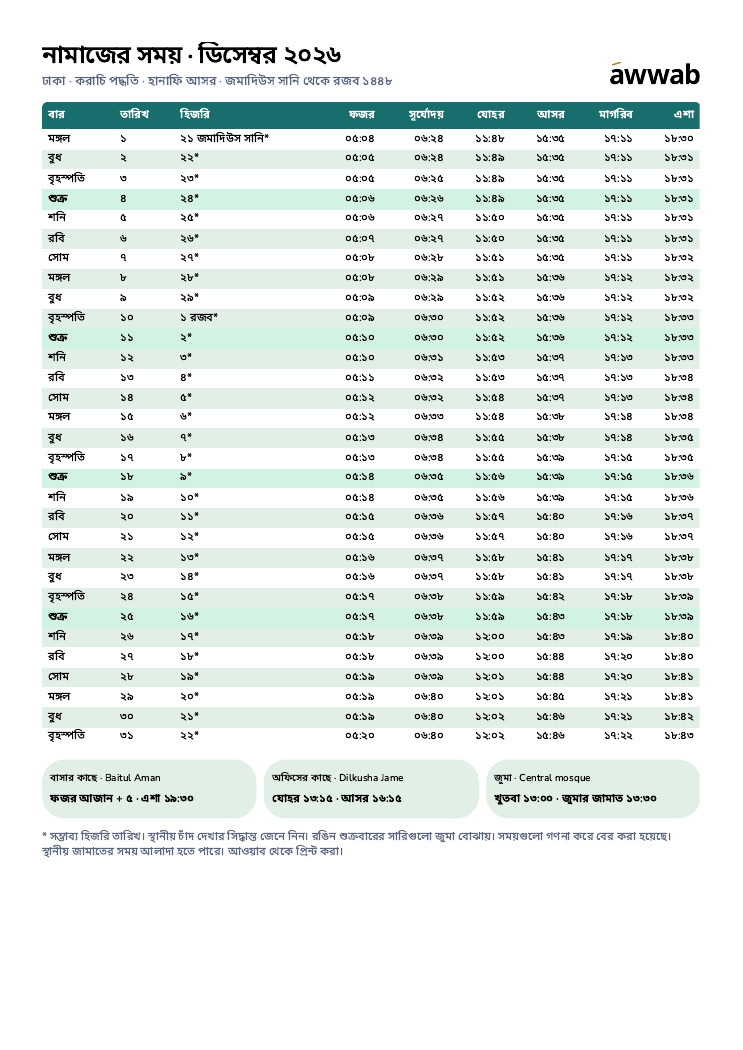 নামাজের সময় · ডিসেম্বর ২০২৬
ঢাকা · করাচি পদ্ধতি · হানাফি আসর · জমাদিউস সানি থেকে রজব ১৪৪৮
awwab
বার তারিখ হিজরি ফজর সূর্যোদয় যোহর আসর মাগরিব এশা
মঙ্গল ১ ২১ জমাদিউস সানি* ০৫:০৪ ০৬:২৪ ১১:৪৮ ১৫:৩৫ ১৭:১১ ১৮:৩০
বুধ ২ ২২* ০৫:০৫ ০৬:২৪ ১১:৪৯ ১৫:৩৫ ১৭:১১ ১৮:৩১
বৃহস্পতি ৩ ২৩* ০৫:০৫ ০৬:২৫ ১১:৪৯ ১৫:৩৫ ১৭:১১ ১৮:৩১
শুক্র ৪ ২৪* ০৫:০৬ ০৬:২৬ ১১:৪৯ ১৫:৩৫ ১৭:১১ ১৮:৩১
শনি ৫ ২৫* ০৫:০৬ ০৬:২৭ ১১:৫০ ১৫:৩৫ ১৭:১১ ১৮:৩১
রবি ৬ ২৬* ০৫:০৭ ০৬:২৭ ১১:৫০ ১৫:৩৫ ১৭:১১ ১৮:৩১
সোম ৭ ২৭* ০৫:০৮ ০৬:২৮ ১১:৫১ ১৫:৩৫ ১৭:১১ ১৮:৩২
মঙ্গল ৮ ২৮* ০৫:০৮ ০৬:২৯ ১১:৫১ ১৫:৩৬ ১৭:১২ ১৮:৩২
বুধ ৯ ২৯* ০৫:০৯ ০৬:২৯ ১১:৫২ ১৫:৩৬ ১৭:১২ ১৮:৩২
বৃহস্পতি ১০ ১ রজব* ০৫:০৯ ০৬:৩০ ১১:৫২ ১৫:৩৬ ১৭:১২ ১৮:৩৩
শুক্র ১১ ২* ০৫:১০ ০৬:৩০ ১১:৫২ ১৫:৩৬ ১৭:১২ ১৮:৩৩
শনি ১২ ৩* ০৫:১০ ০৬:৩১ ১১:৫৩ ১৫:৩৭ ১৭:১৩ ১৮:৩৩
রবি ১৩ ৪* ০৫:১১ ০৬:৩২ ১১:৫৩ ১৫:৩৭ ১৭:১৩ ১৮:৩৪
সোম ১৪ ৫* ০৫:১২ ০৬:৩২ ১১:৫৪ ১৫:৩৭ ১৭:১৩ ১৮:৩৪
মঙ্গল ১৫ ৬* ০৫:১২ ০৬:৩৩ ১১:৫৪ ১৫:৩৮ ১৭:১৪ ১৮:৩৪
বুধ ১৬ ৭* ০৫:১৩ ০৬:৩৪ ১১:৫৫ ১৫:৩৮ ১৭:১৪ ১৮:৩৫
বৃহস্পতি ১৭ ৮* ০৫:১৩ ০৬:৩৪ ১১:৫৫ ১৫:৩৯ ১৭:১৪ ১৮:৩৫
শুক্র ১৮ ৯* ০৫:১৪ ০৬:৩৫ ১১:৫৬ ১৫:৩৯ ১৭:১৫ ১৮:৩৬
শনি ১৯ ১০* ০৫:১৪ ০৬:৩৫ ১১:৫৬ ১৫:৩৯ ১৭:১৫ ১৮:৩৬
রবি ২০ ১১* ০৫:১৫ ০৬:৩৬ ১১:৫৭ ১৫:৪০ ১৭:১৬ ১৮:৩৭
সোম ২১ ১২* ০৫:১৫ ০৬:৩৬ ১১:৫৭ ১৫:৪০ ১৭:১৬ ১৮:৩৭
মঙ্গল ২২ ১৩* ০৫:১৬ ০৬:৩৭ ১১:৫৮ ১৫:৪১ ১৭:১৭ ১৮:৩৮
বুধ ২৩ ১৪* ০৫:১৬ ০৬:৩৭ ১১:৫৮ ১৫:৪১ ১৭:১৭ ১৮:৩৮
বৃহস্পতি ২৪ ১৫* ০৫:১৭ ০৬:৩৮ ১১:৫৯ ১৫:৪২ ১৭:১৮ ১৮:৩৯
শুক্র ২৫ ১৬* ০৫:১৭ ০৬:৩৮ ১১:৫৯ ১৫:৪৩ ১৭:১৮ ১৮:৩৯
শনি ২৬ ১৭* ০৫:১৮ ০৬:৩৯ ১২:০০ ১৫:৪৩ ১৭:১৯ ১৮:৪০
রবি ২৭ ১৮* ০৫:১৮ ০৬:৩৯ ১২:০০ ১৫:৪৪ ১৭:২০ ১৮:৪০
সোম ২৮ ১৯* ০৫:১৯ ০৬:৩৯ ১২:০১ ১৫:৪৪ ১৭:২০ ১৮:৪১
মঙ্গল ২৯ ২০* ০৫:১৯ ০৬:৪০ ১২:০১ ১৫:৪৫ ১৭:২১ ১৮:৪১
বুধ ৩০ ২১* ০৫:১৯ ০৬:৪০ ১২:০২ ১৫:৪৬ ১৭:২১ ১৮:৪২
বৃহস্পতি ৩১ ২২* ০৫:২০ ০৬:৪০ ১২:০২ ১৫:৪৬ ১৭:২২ ১৮:৪৩
বাসার কাছে · Baitul Aman
ফজর আজান + ৫ · এশা ১৯:৩০
অফিসের কাছে · Dilkusha Jame
যোহর ১৩:১৫ · আসর ১৬:১৫
জুমা · Central mosque
খুতবা ১৩:০০ · জুমার জামাত ১৩:৩০
* সম্ভাব্য হিজরি তারিখ। স্থানীয় চাঁদ দেখার সিদ্ধান্ত জেনে নিন। রঙিন শুক্রবারের সারিগুলো জুমা বোঝায়। সময়গুলো গণনা করে বের করা হয়েছে।
স্থানীয় জামাতের সময় আলাদা হতে পারে। আওয়াব থেকে প্রিন্ট করা।